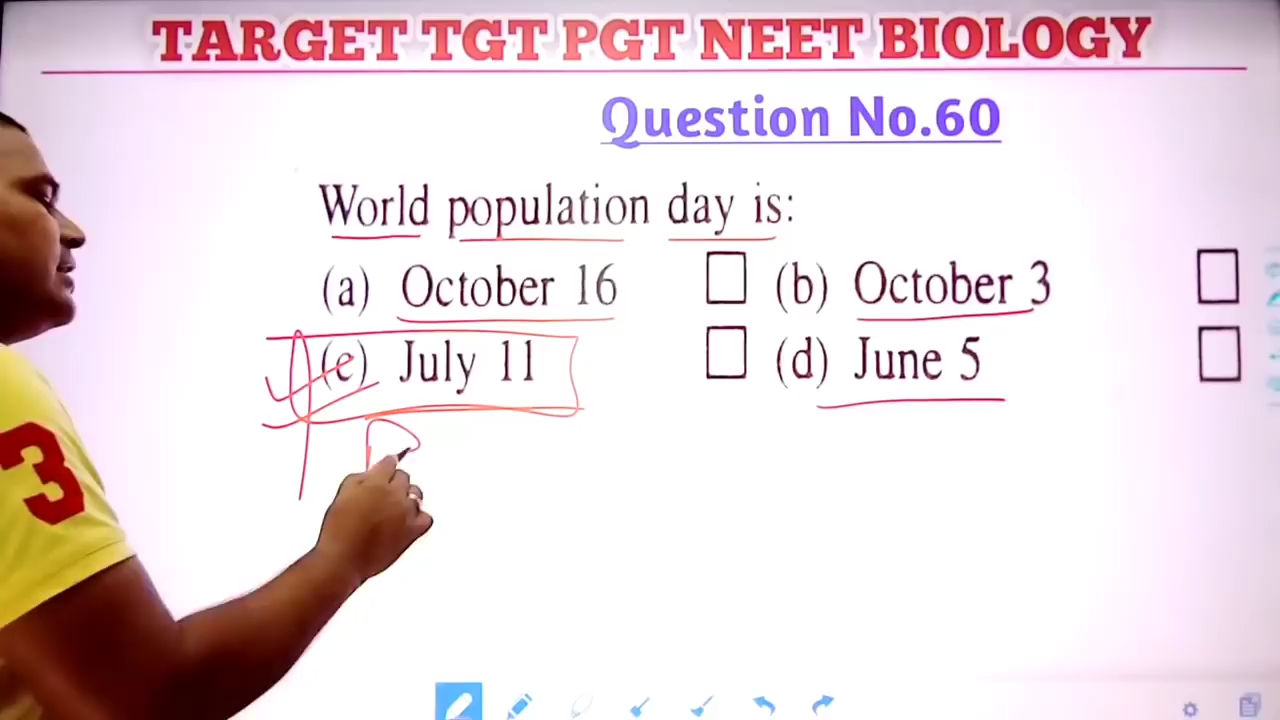 TARGET TGT PGT NEET BIOLOGY
Question No.60
World population day is:
(a) October 16 (b) October 3
(c) July 11 (d) June 5
3